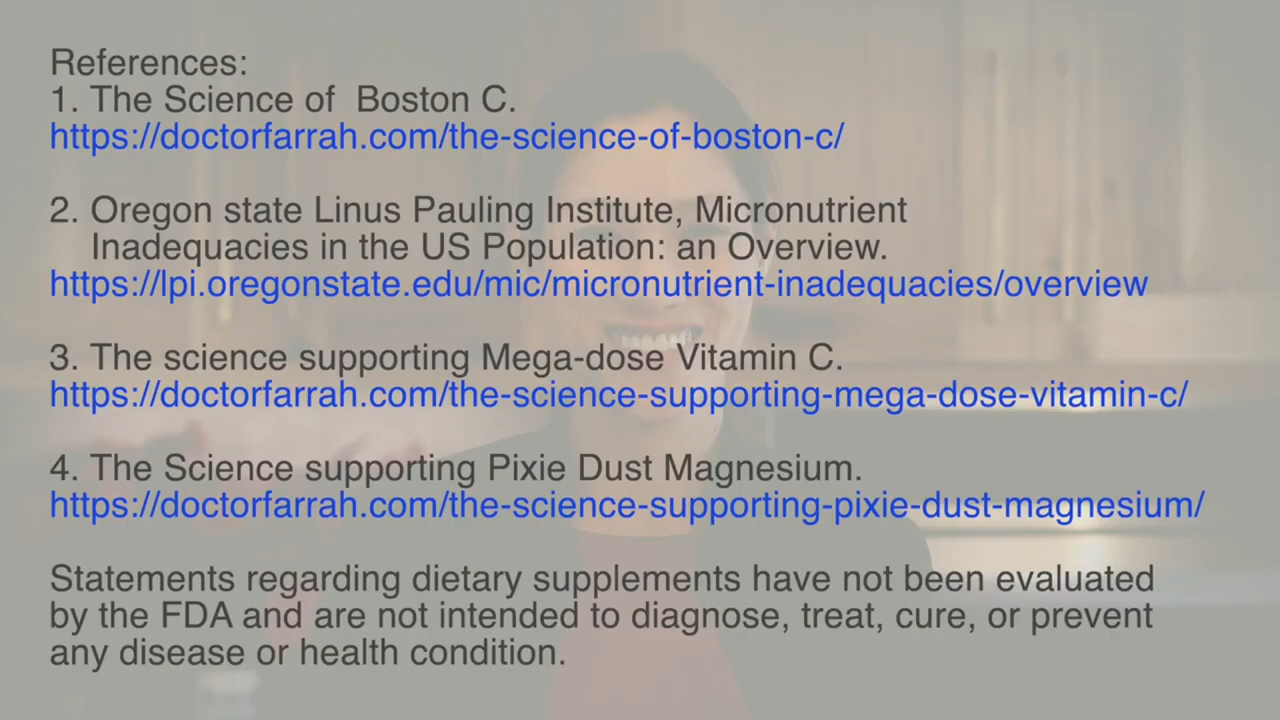 References:
1. The Science of  Boston C.
https://doctorfarrah.com/the-science-of-boston-c/
2. Oregon state Linus Pauling Institute, Micronutrient
Inadequacies in the US Population: an Overview.
https://lpi.oregonstate.edu/mic/micronutrient-inadequacies/overview
3. The science supporting Mega-dose Vitamin C.
https://doctorfarrah.com/the-science-supporting-mega-dose-vitamin-c/
4. The Science supporting Pixie Dust Magnesium.
https://doctorfarrah.com/the-science-supporting-pixie-dust-magnesium/
Statements regarding dietary supplements have not been evaluated
by the FDA and are not intended to diagnose, treat, cure, or prevent
any disease or health condition.